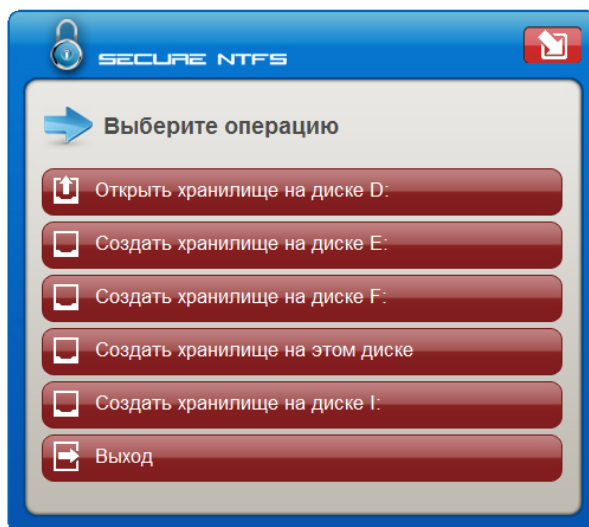 SECURE NTFS
Выберите операцию
Открыть хранилище на диске D:
Создать хранилище на диске E:
Создать хранилище на диске F:
Создать хранилище на этом диске
Создать хранилище на диске I:
Выход